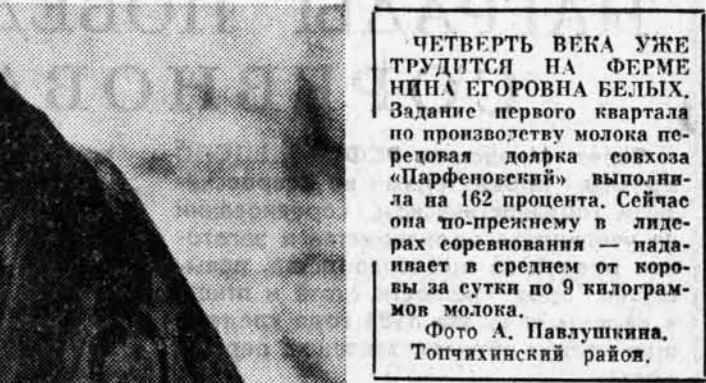 ЧЕТВЕРТЬ ВЕКА УЖЕ
ТРУДИТСЯ НА ФЕРМЕ
НИНА ЕГОРОВНА БЕЛЫХ.
Задание первого квартала
по производству молока пе-
редовая доярка совхоза
«Парфеновский» выполни-
ла на 162 процента. Сейчас
она по-прежнему в лиде-
рах соревнования — нада-
ивает в среднем от коро-
вы за сутки по 9 килограм-
мов молока.
Фото А. Павлушкина.
Топчихинский район.